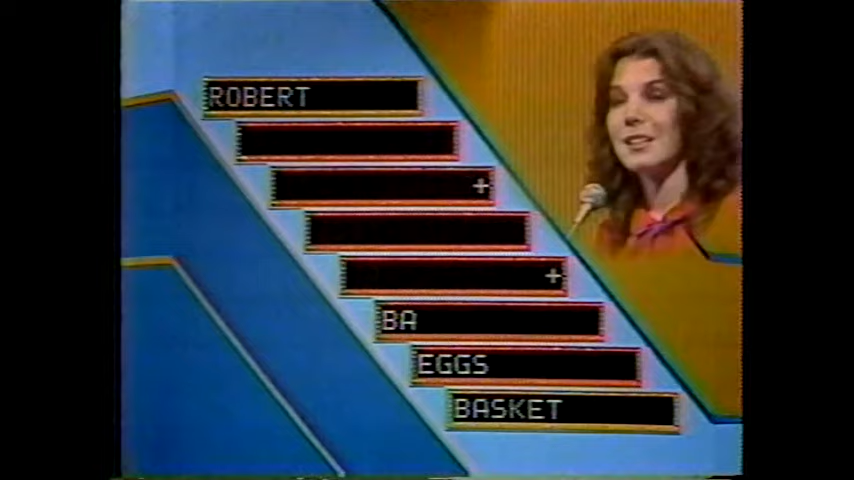 ROBERT
+
+
BA
EGGS
BASKET